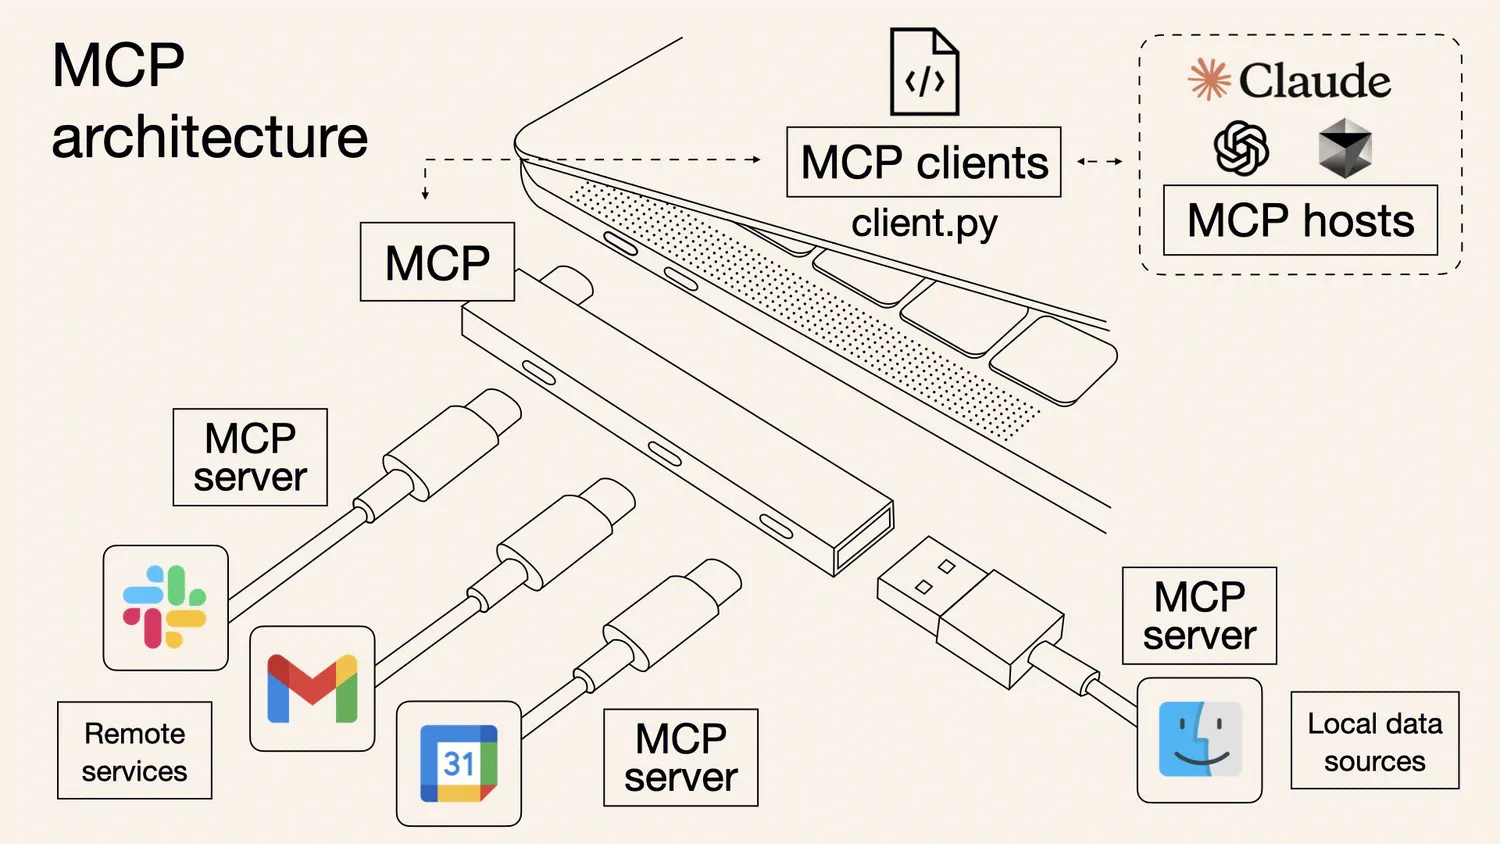 MCP
architecture
</>
MCP clients
client.py
Claude
MCP hosts
MCP
MCP
server
Remote
services
31
MCP
server
MCP
server
Local data
sources